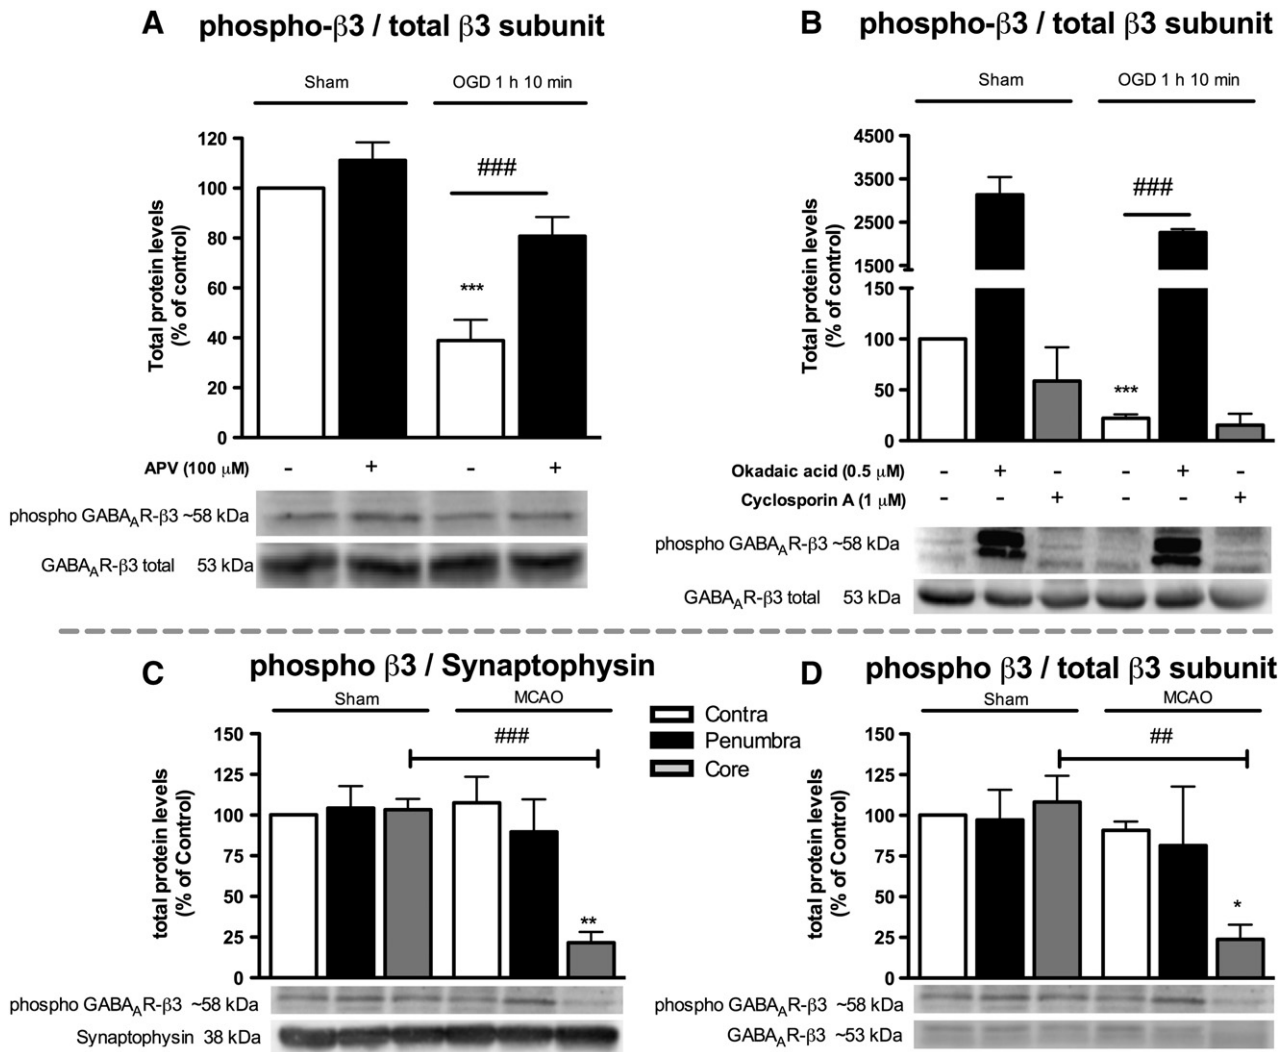 A phospho-β3 / total β3 subunit
Sham OGD 1 h 10 min
120
100
80
60
40
20
0
Total protein levels
(% of control)
###
***
APV (100 μM) - + - +
phospho GABAAR-β3 ~58 kDa
GABAAR-β3 total 53 kDa
B phospho-β3 / total β3 subunit
Sham OGD 1 h 10 min
4500
3500
2500
1500
150
100
50
0
Total protein levels
(% of control)
###
***
Okadaic acid (0.5 μM) - + - - + -
Cyclosporin A (1 μM) - - + - - +
phospho GABAAR-β3 ~58 kDa
GABAAR-β3 total 53 kDa
C phospho β3 / Synaptophysin
Sham MCAO
150
125
100
75
50
25
0
total protein levels
(% of Control)
###
**
phospho GABAAR-β3 ~58 kDa
Synaptophysin 38 kDa
Contra
Penumbra
Core
D phospho β3 / total β3 subunit
Sham MCAO
150
125
100
75
50
25
0
total protein levels
(% of Control)
##
*
phospho GABAAR-β3 ~58 kDa
GABAAR-β3 ~53 kDa